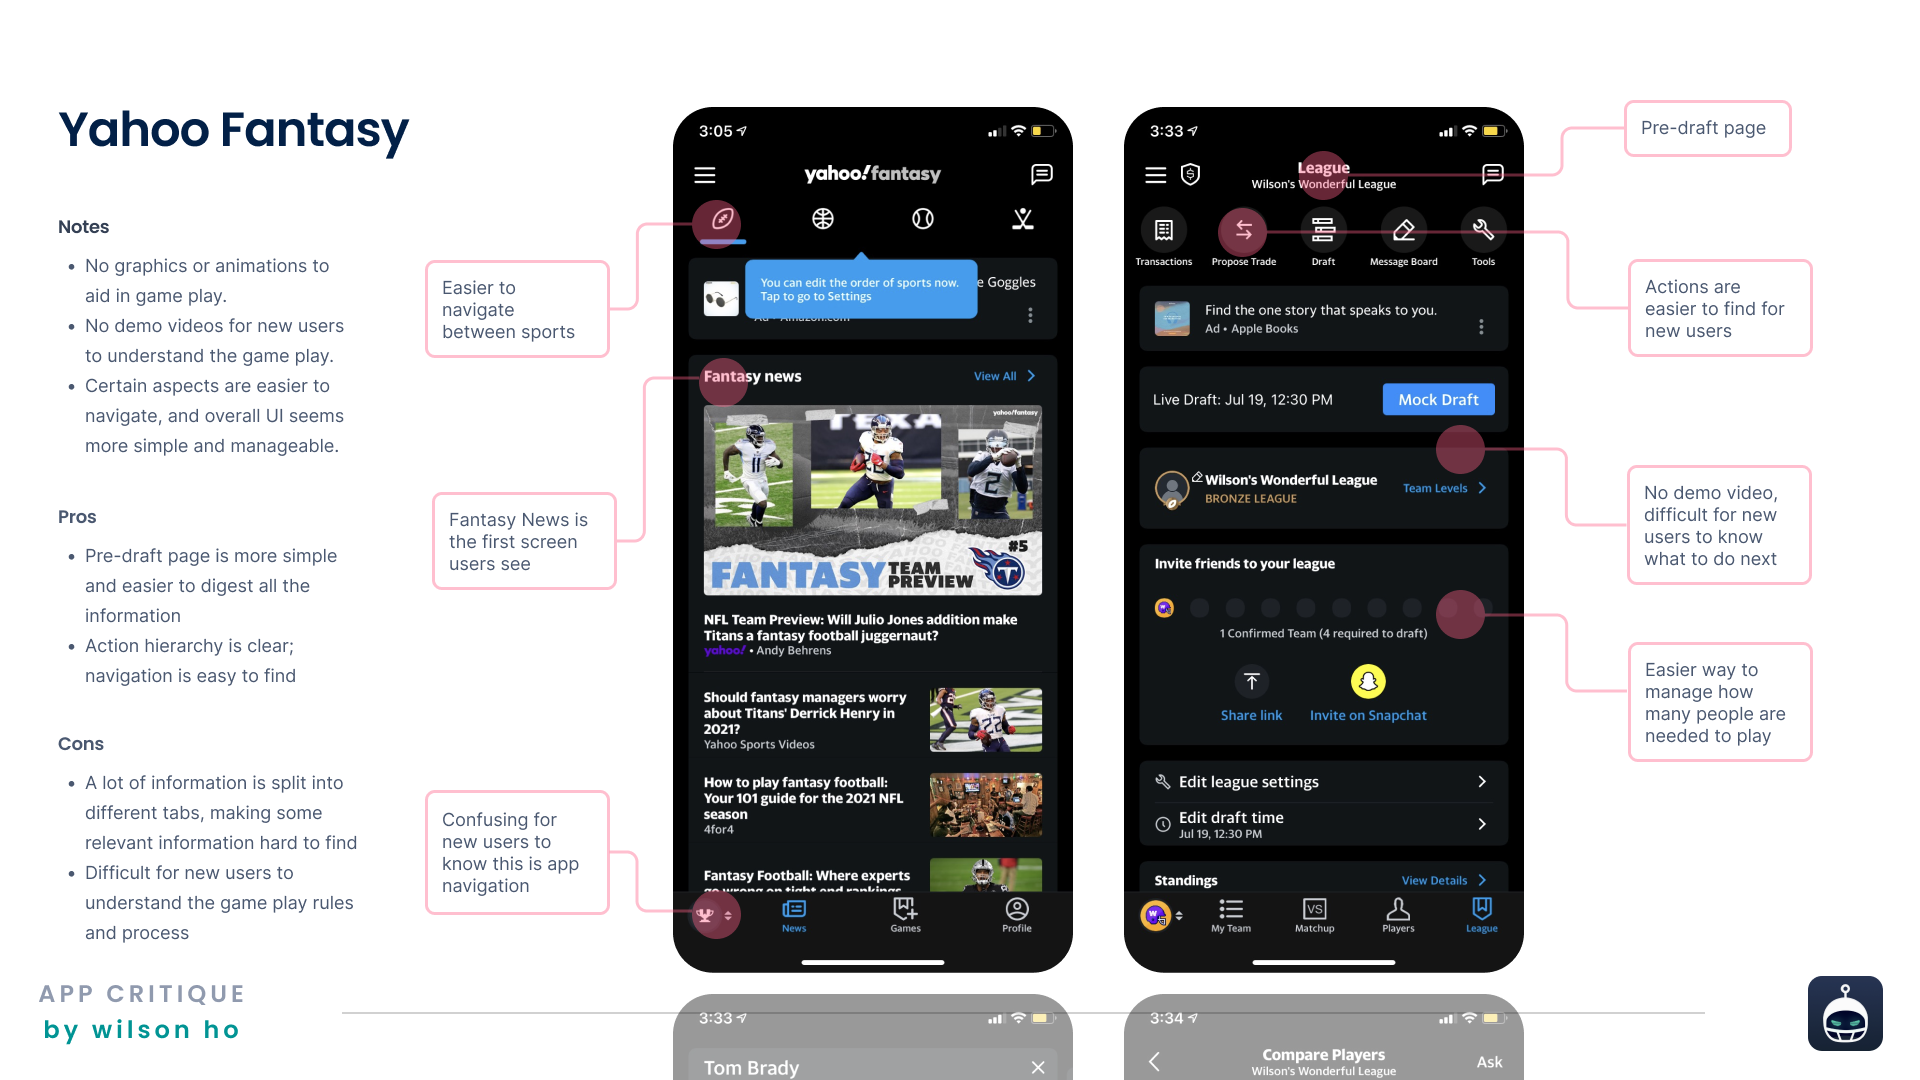 Yahoo Fantasy
Notes
• No graphics or animations to
aid in game play.
• No demo videos for new users
to understand the game play.
• Certain aspects are easier to
navigate, and overall UI seems
more simple and manageable.
Pros
• Pre-draft page is more simple
and easier to digest all the
information
• Action hierarchy is clear;
navigation is easy to find
Cons
• A lot of information is split into
different tabs, making some
relevant information hard to find
• Difficult for new users to
understand the game play rules
and process
APP CRITIQUE
by wilson ho
Easier to
navigate
between sports
Fantasy News is
the first screen
users see
Confusing for
new users to
know this is app
navigation
3:05
yahoo!fantasy
You can edit the order of sports now.
Tap to go to Settings
e Goggles
Ad • Amazon.com
Fantasy news
View All
yahoo!fantasy
TEXA
11
22
2
#5
FANTASY TEAM
PREVIEW
T
NFL Team Preview: Will Julio Jones addition make
Titans a fantasy football juggernaut?
yahoo! • Andy Behrens
Should fantasy managers worry
about Titans' Derrick Henry in
2021?
Yahoo Sports Videos
22
How to play fantasy football:
Your 101 guide for the 2021 NFL
season
4for4
Fantasy Football: Where experts
go wrong on tight end rankings
News
Games
Profile
3:33
Tom Brady
3:33
League
Wilson's Wonderful League
Transactions
Propose Trade
Draft
Message Board
Tools
Find the one story that speaks to you.
Ad • Apple Books
Live Draft: Jul 19, 12:30 PM
Mock Draft
Wilson's Wonderful League
BRONZE LEAGUE
Team Levels
Invite friends to your league
W
1 Confirmed Team (4 required to draft)
Share link
Invite on Snapchat
Edit league settings
Edit draft time
Jul 19, 12:30 PM
Standings
View Details
W
My Team
VS
Matchup
Players
League
3:34
Compare Players
Wilson's Wonderful League
Ask
Pre-draft page
Actions are
easier to find for
new users
No demo video,
difficult for new
users to know
what to do next
Easier way to
manage how
many people are
needed to play